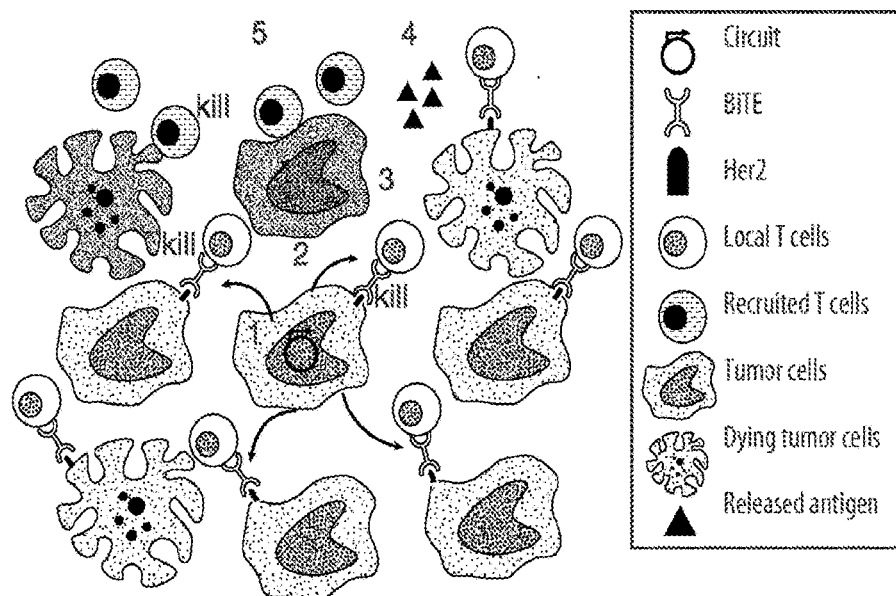 5
4
kill
3
kill
2
kill
1
Circuit
BiTE
Her2
Local T cells
Recruited T cells
Tumor cells
Dying tumor cells
Released antigen